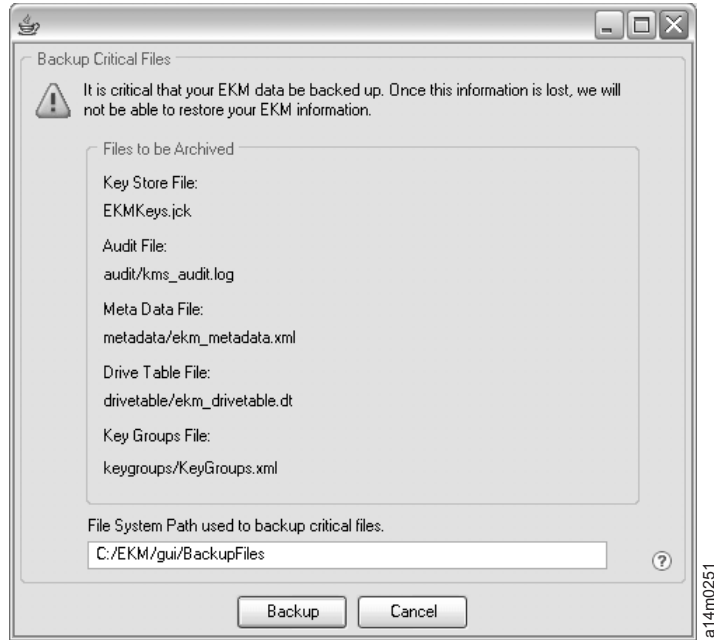 Backup Critical Files
It is critical that your EKM data be backed up. Once this information is lost, we will
not be able to restore your EKM information.
Files to be Archived
Key Store File:
EKMKeys.jck
Audit File:
audit/kms_audit.log
Meta Data File:
metadata/ekm_metadata.xml
Drive Table File:
drivetable/ekm_drivetable.dt
Key Groups File:
keygroups/KeyGroups.xml
File System Path used to backup critical files.
C:/EKM/gui/BackupFiles
?
Backup
Cancel
a14m0251